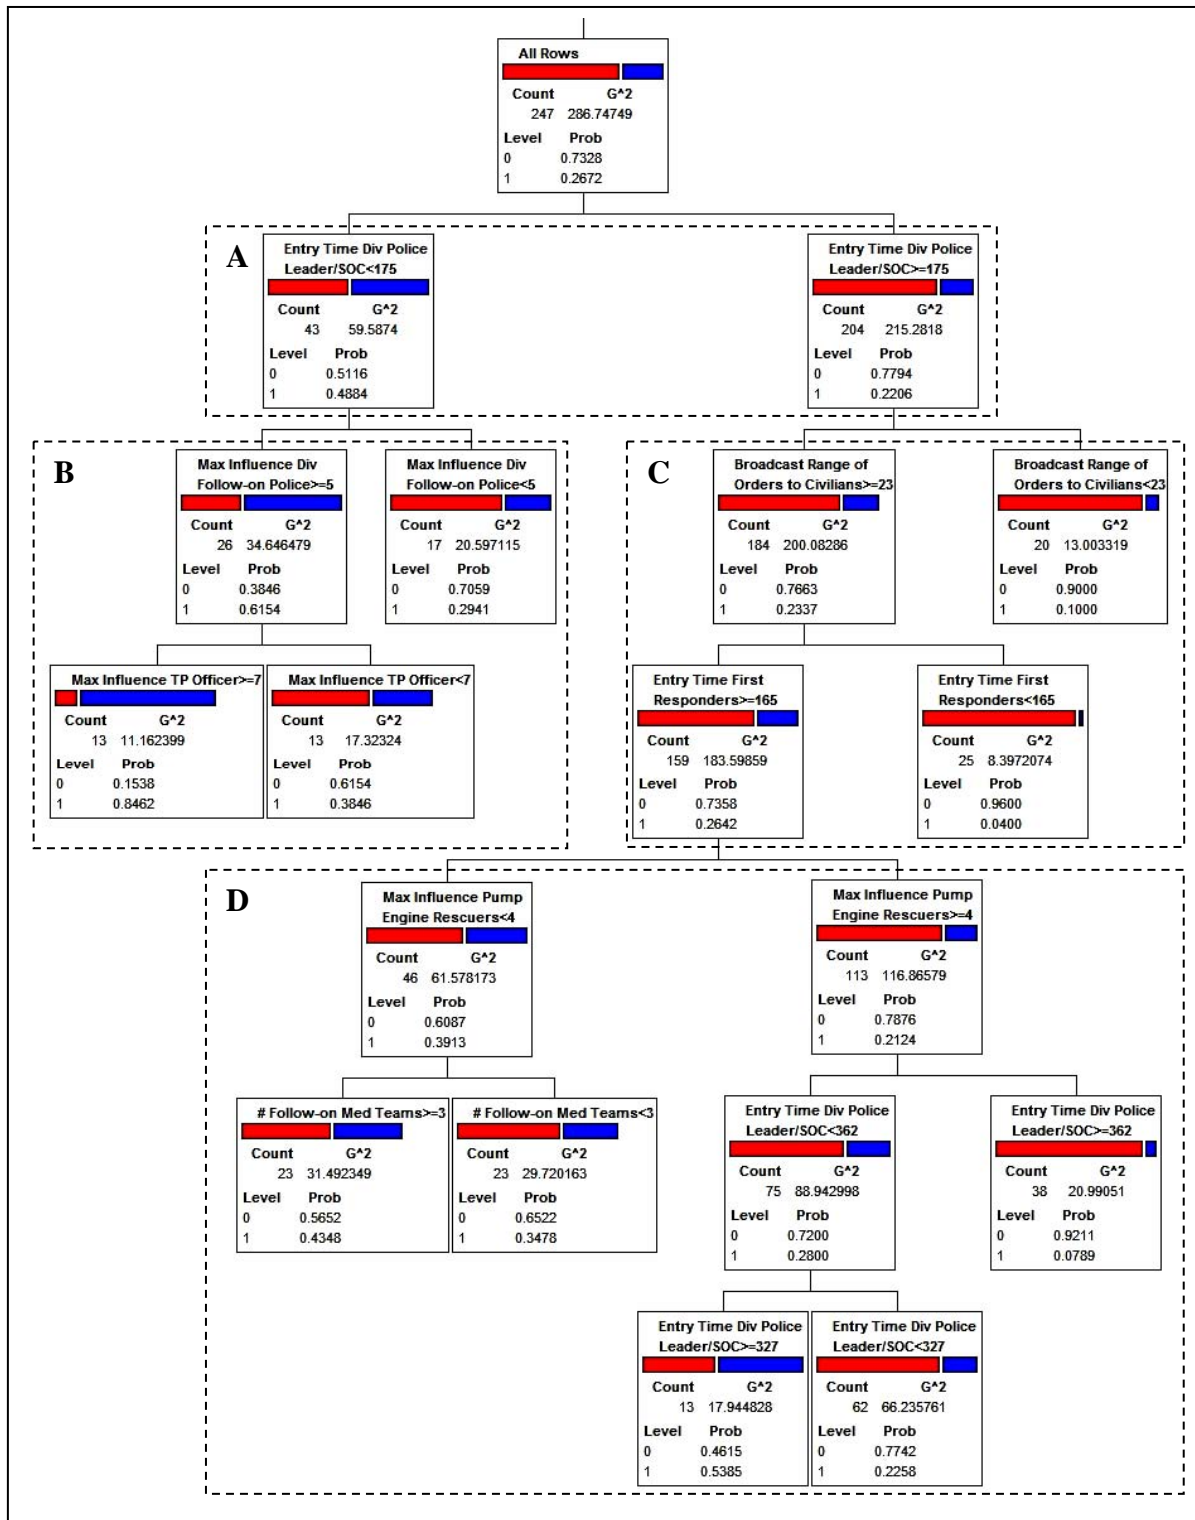 All Rows
Count G^2
247 286.74749
Level Prob
0 0.7328
1 0.2672
A
Entry Time Div Police
Leader/SOC<175
Count G^2
43 59.5874
Level Prob
0 0.5116
1 0.4884
Entry Time Div Police
Leader/SOC>=175
Count G^2
204 215.2818
Level Prob
0 0.7794
1 0.2206
B
Max Influence Div
Follow-on Police>=5
Count G^2
26 34.646479
Level Prob
0 0.3846
1 0.6154
Max Influence Div
Follow-on Police<5
Count G^2
17 20.597115
Level Prob
0 0.7059
1 0.2941
Max Influence TP Officer>=7
Count G^2
13 11.162399
Level Prob
0 0.1538
1 0.8462
Max Influence TP Officer<7
Count G^2
13 17.32324
Level Prob
0 0.6154
1 0.3846
C
Broadcast Range of
Orders to Civilians>=23
Count G^2
184 200.08286
Level Prob
0 0.7663
1 0.2337
Broadcast Range of
Orders to Civilians<23
Count G^2
20 13.003319
Level Prob
0 0.9000
1 0.1000
Entry Time First
Responders>=165
Count G^2
159 183.59859
Level Prob
0 0.7358
1 0.2642
Entry Time First
Responders<165
Count G^2
25 8.3972074
Level Prob
0 0.9600
1 0.0400
D
Max Influence Pump
Engine Rescuers<4
Count G^2
46 61.578173
Level Prob
0 0.6087
1 0.3913
Max Influence Pump
Engine Rescuers>=4
Count G^2
113 116.86579
Level Prob
0 0.7876
1 0.2124
# Follow-on Med Teams>=3
Count G^2
23 31.492349
Level Prob
0 0.5652
1 0.4348
# Follow-on Med Teams<3
Count G^2
23 29.720163
Level Prob
0 0.6522
1 0.3478
Entry Time Div Police
Leader/SOC<362
Count G^2
75 88.942998
Level Prob
0 0.7200
1 0.2800
Entry Time Div Police
Leader/SOC>=362
Count G^2
38 20.99051
Level Prob
0 0.9211
1 0.0789
Entry Time Div Police
Leader/SOC>=327
Count G^2
13 17.944828
Level Prob
0 0.4615
1 0.5385
Entry Time Div Police
Leader/SOC<327
Count G^2
62 66.235761
Level Prob
0 0.7742
1 0.2258